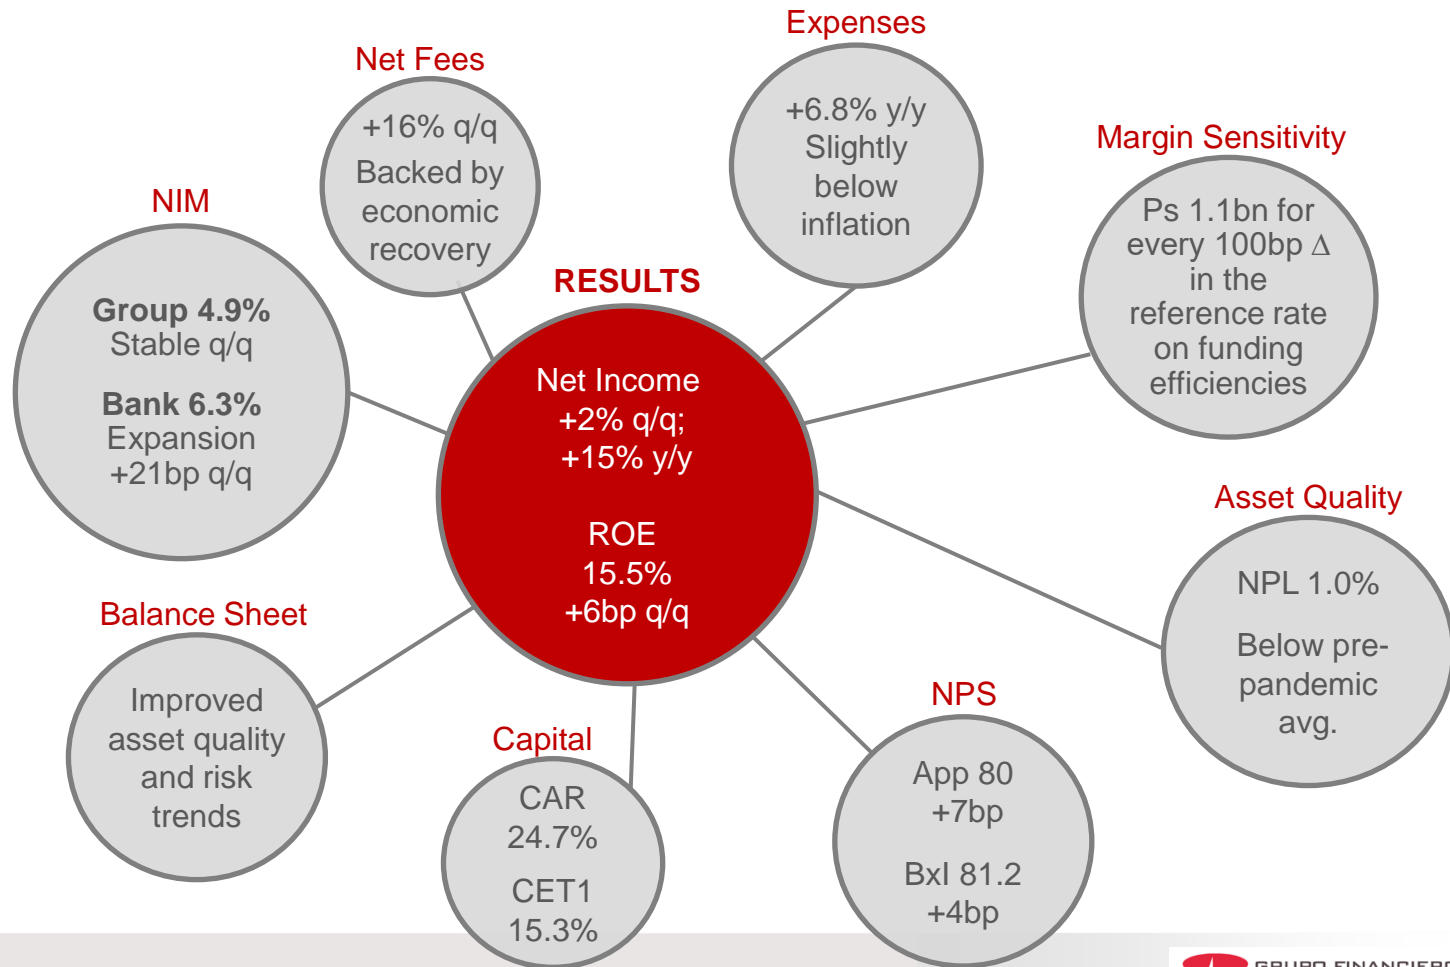 Expenses
+6.8% y/y
Slightly
below
inflation
Net Fees
+16% q/q
Backed by
economic
recovery
Margin Sensitivity
Ps 1.1bn for
every 100bp Δ
in the
reference rate
on funding
efficiencies
NIM
Group 4.9%
Stable q/q
Bank 6.3%
Expansion
+21bp q/q
RESULTS
Net Income
+2% q/q;
+15% y/y
ROE
15.5%
+6bp q/q
Asset Quality
NPL 1.0%
Below pre-
pandemic
avg.
Balance Sheet
Improved
asset quality
and risk
trends
Capital
CAR
24.7%
CET1
15.3%
NPS
App 80
+7bp
BxI 81.2
+4bp
GRUPO FINANCIERO